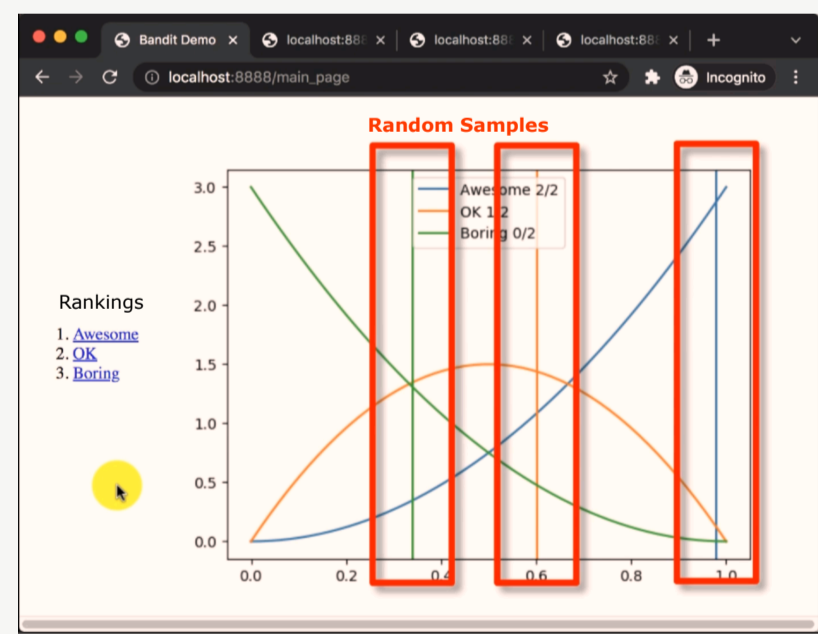 Bandit Demo
localhost:888
localhost:88
localhost:88
localhost:8888/main_page
Incognito
Random Samples
Awesome 2/2
OK 1/2
Boring 0/2
3.0
2.5
2.0
1.5
1.0
0.5
0.0
Rankings
1. Awesome
2. OK
3. Boring
0.0 0.2 0.4 0.6 0.8 1.0